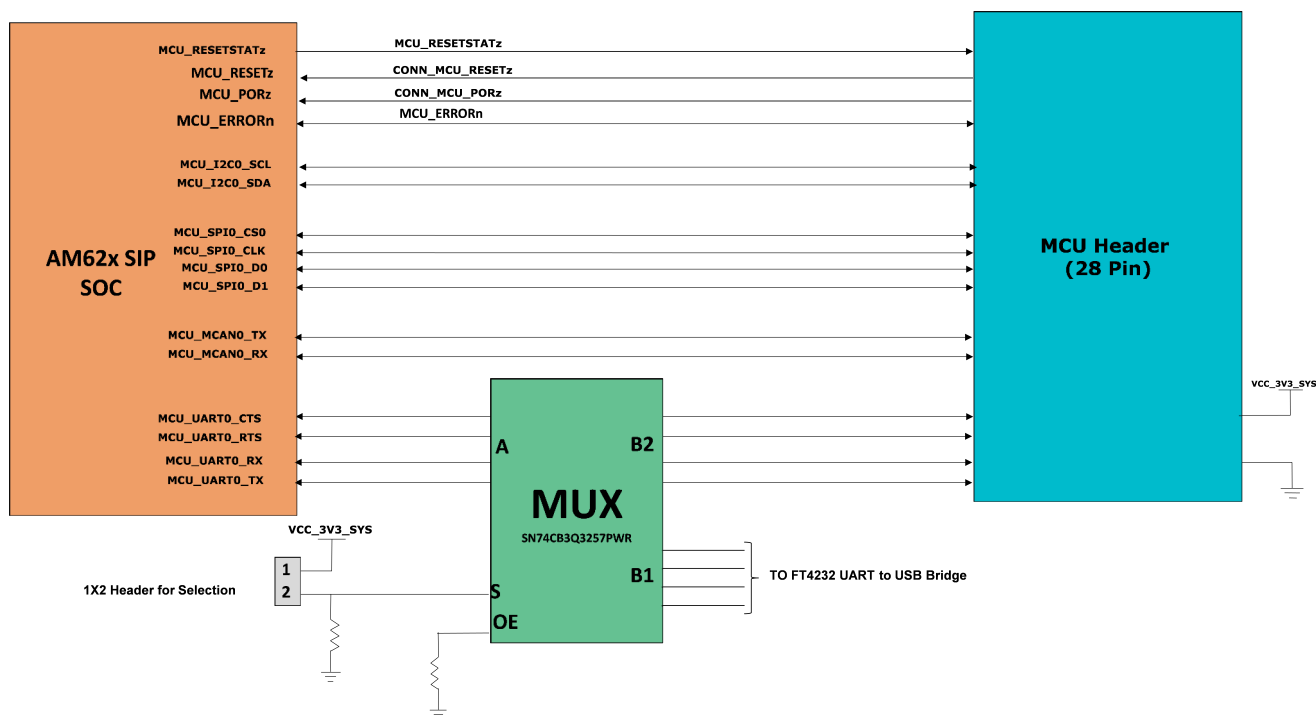 MCU_RESETSTATz
MCU_RESETSTATz
MCU_RESETz
CONN_MCU_RESETz
MCU_PORz
CONN_MCU_PORz
MCU_ERRORn
MCU_ERRORn
MCU_I2C0_SCL
MCU_I2C0_SDA
MCU_SPI0_CS0
MCU_SPI0_CLK
MCU_SPI0_D0
MCU_SPI0_D1
AM62x SIP
SOC
MCU Header
(28 Pin)
MCU_MCAN0_TX
MCU_MCAN0_RX
VCC_3V3_SYS
MCU_UART0_CTS
MCU_UART0_RTS
MCU_UART0_RX
MCU_UART0_TX
A
B2
MUX
SN74CB3Q3257PWR
VCC_3V3_SYS
1
2
1X2 Header for Selection
B1
TO FT4232 UART to USB Bridge
S
OE